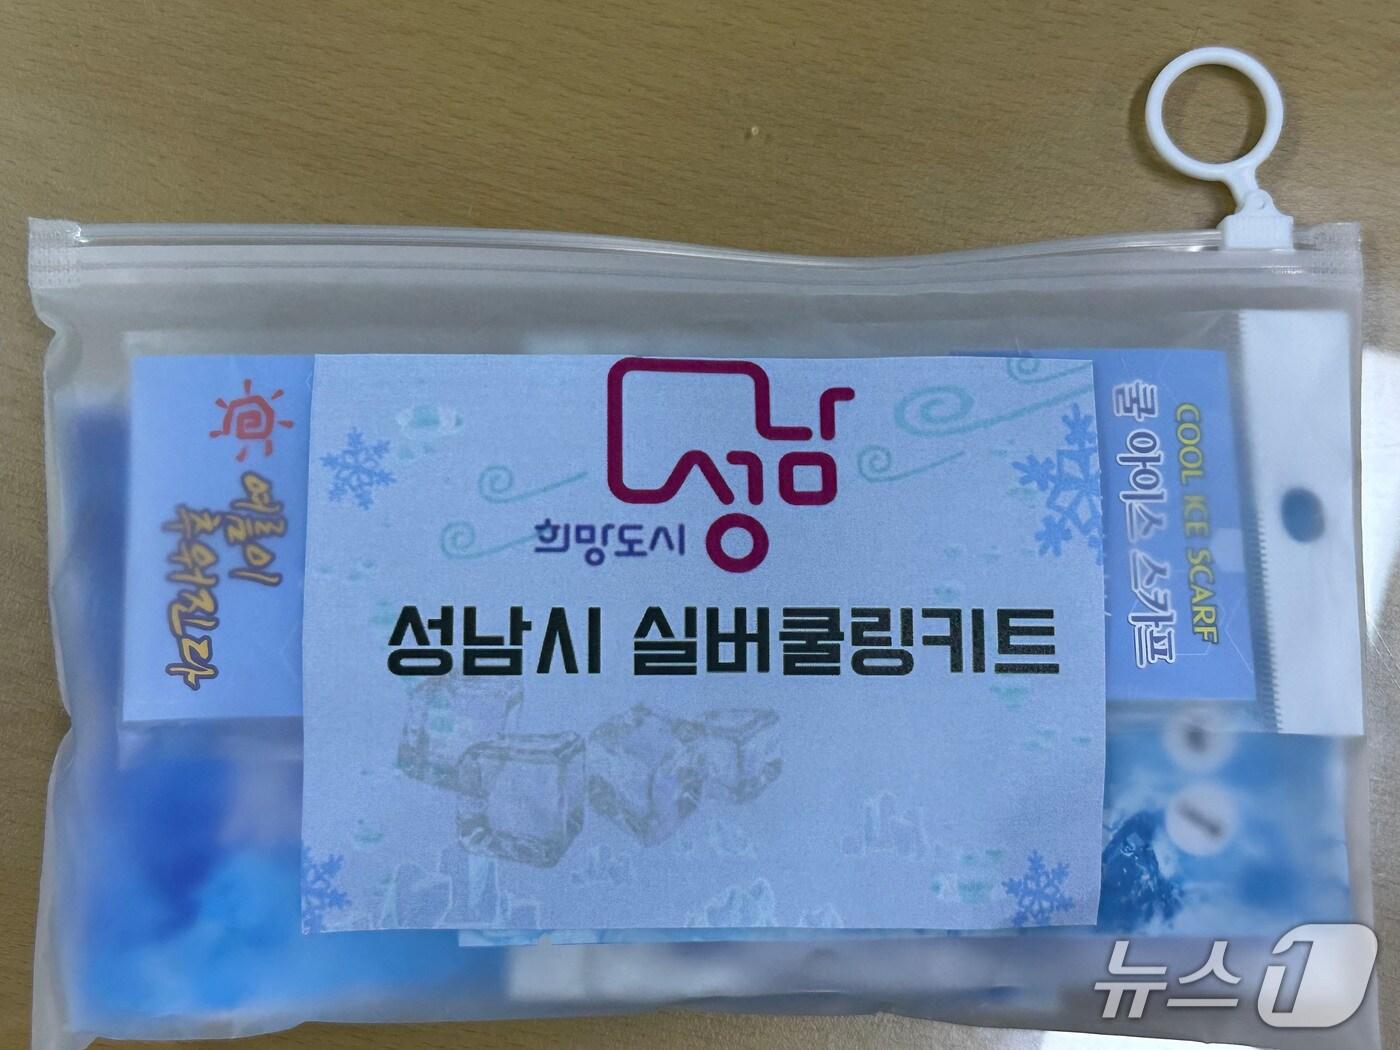 성남
희망도시
성남시 실버쿨링키트
여름이
추워진다
COOL ICE SCARF
쿨 아이스 스카프
뉴스1